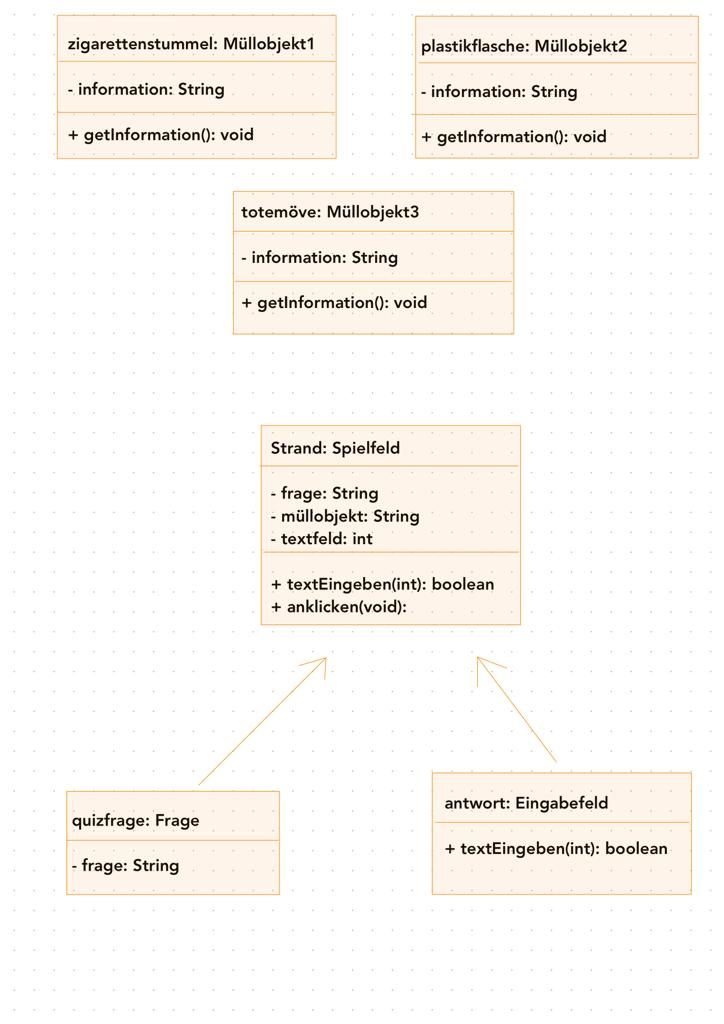 zigarettenstummel: Müllobjekt1
- information: String
+ getInformation(): void
plastikflasche: Müllobjekt2
- information: String
+ getInformation(): void
totemöve: Müllobjekt3
- information: String
+ getInformation(): void
Strand: Spielfeld
- frage: String
- müllobjekt: String
- textfeld: int
+ textEingeben(int): boolean
+ anklicken(void):
quizfrage: Frage
- frage: String
antwort: Eingabefeld
+ textEingeben(int): boolean